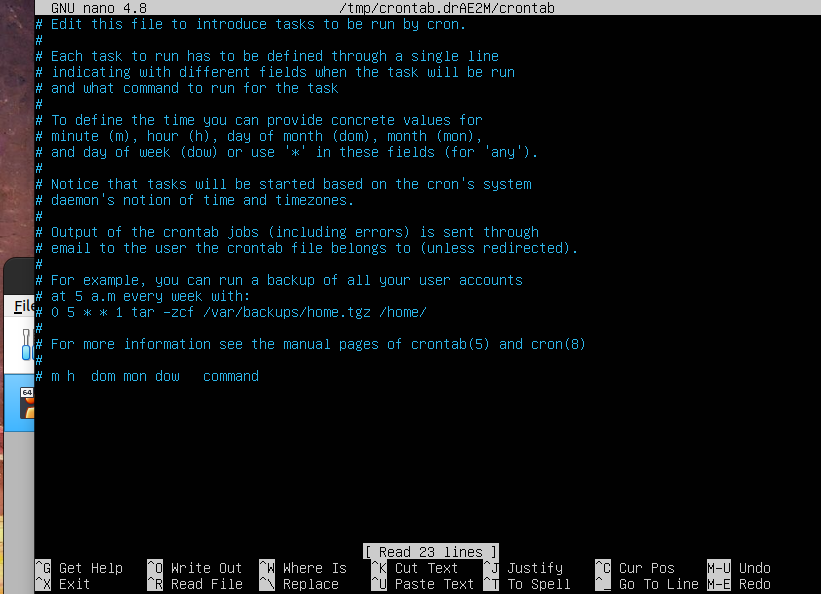 GNU nano 4.8 /tmp/crontab.drAE2M/crontab
# Edit this file to introduce tasks to be run by cron.
#
# Each task to run has to be defined through a single line
# indicating with different fields when the task will be run
# and what command to run for the task
#
# To define the time you can provide concrete values for
# minute (m), hour (h), day of month (dom), month (mon),
# and day of week (dow) or use '*' in these fields (for 'any').
#
# Notice that tasks will be started based on the cron's system
# daemon's notion of time and timezones.
#
# Output of the crontab jobs (including errors) is sent through
# email to the user the crontab file belongs to (unless redirected).
#
# For example, you can run a backup of all your user accounts
# at 5 a.m every week with:
File
# 0 5 * * 1 tar -zcf /var/backups/home.tgz /home/
#
# For more information see the manual pages of crontab(5) and cron(8)
#
# m h  dom mon dow   command
64
[ Read 23 lines ]
^G Get Help ^O Write Out ^W Where Is ^K Cut Text ^J Justify ^C Cur Pos M-U Undo
^X Exit ^R Read File ^\ Replace ^U Paste Text ^T To Spell ^_ Go To Line M-E Redo